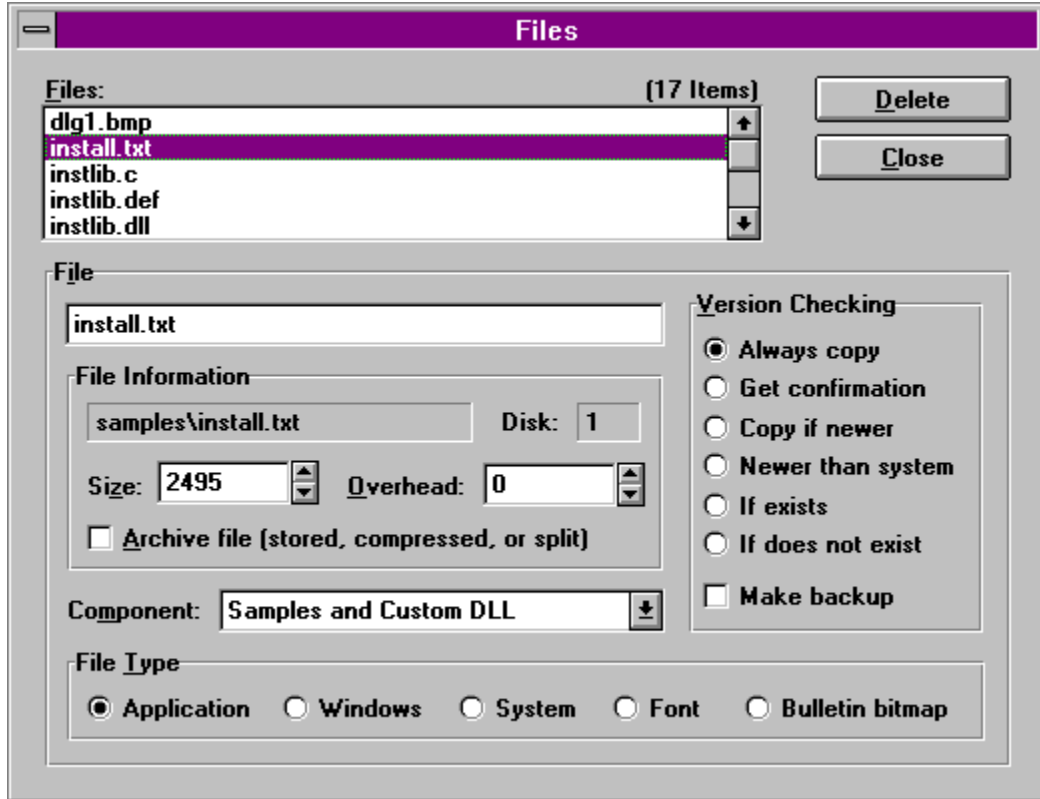 Files
Files: (17 Items)
dlg1.bmp
install.txt
instlib.c
instlib.def
instlib.dll
Delete
Close
File
install.txt
File Information
samples\install.txt Disk: 1
Size: 2495 Overhead: 0
Archive file (stored, compressed, or split)
Component: Samples and Custom DLL
Version Checking
Always copy
Get confirmation
Copy if newer
Newer than system
If exists
If does not exist
Make backup
File Type
Application Windows System Font Bulletin bitmap